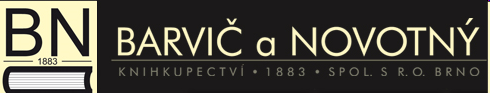 BN
1883
BARVIČ a NOVOTNÝ
KNIHKUPECTVÍ • 1883 • SPOL. S R.O. BRNO